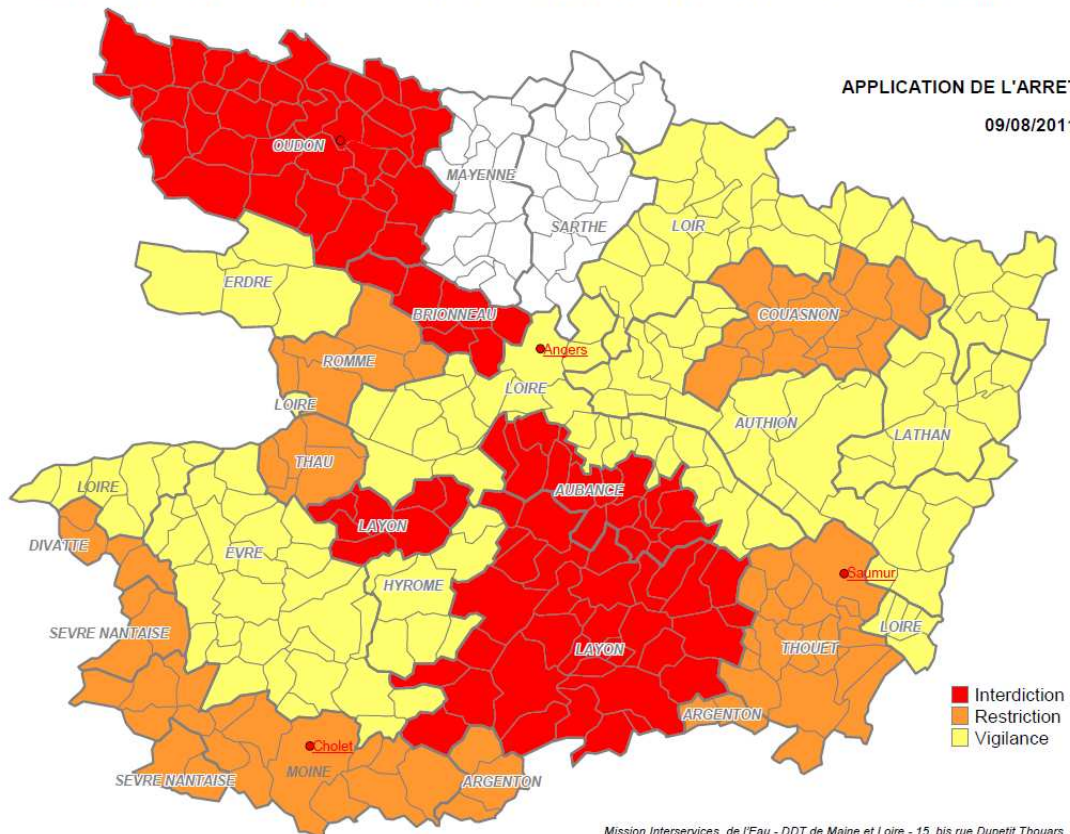 APPLICATION DE L'ARRET
09/08/2011
OUDON
MAYENNE
SARTHE
LOIR
ERDRE
BRIONNEAU
COUASNON
ROMME
Angers
LOIRE
LOIRE
AUTHION
LATHAN
THAU
LOIRE
AUBANCE
LAYON
DIVATTE
EVRE
HYROME
Saumur
SEVRE NANTAISE
LAYON
THOUET
LOIRE
ARGENTON
Interdiction
Restriction
Vigilance
Cholet
MOINE
SEVRE NANTAISE
ARGENTON
Mission Interservices de l'Eau - DDT de Maine et Loire - 15, bis rue Dupetit Thouars